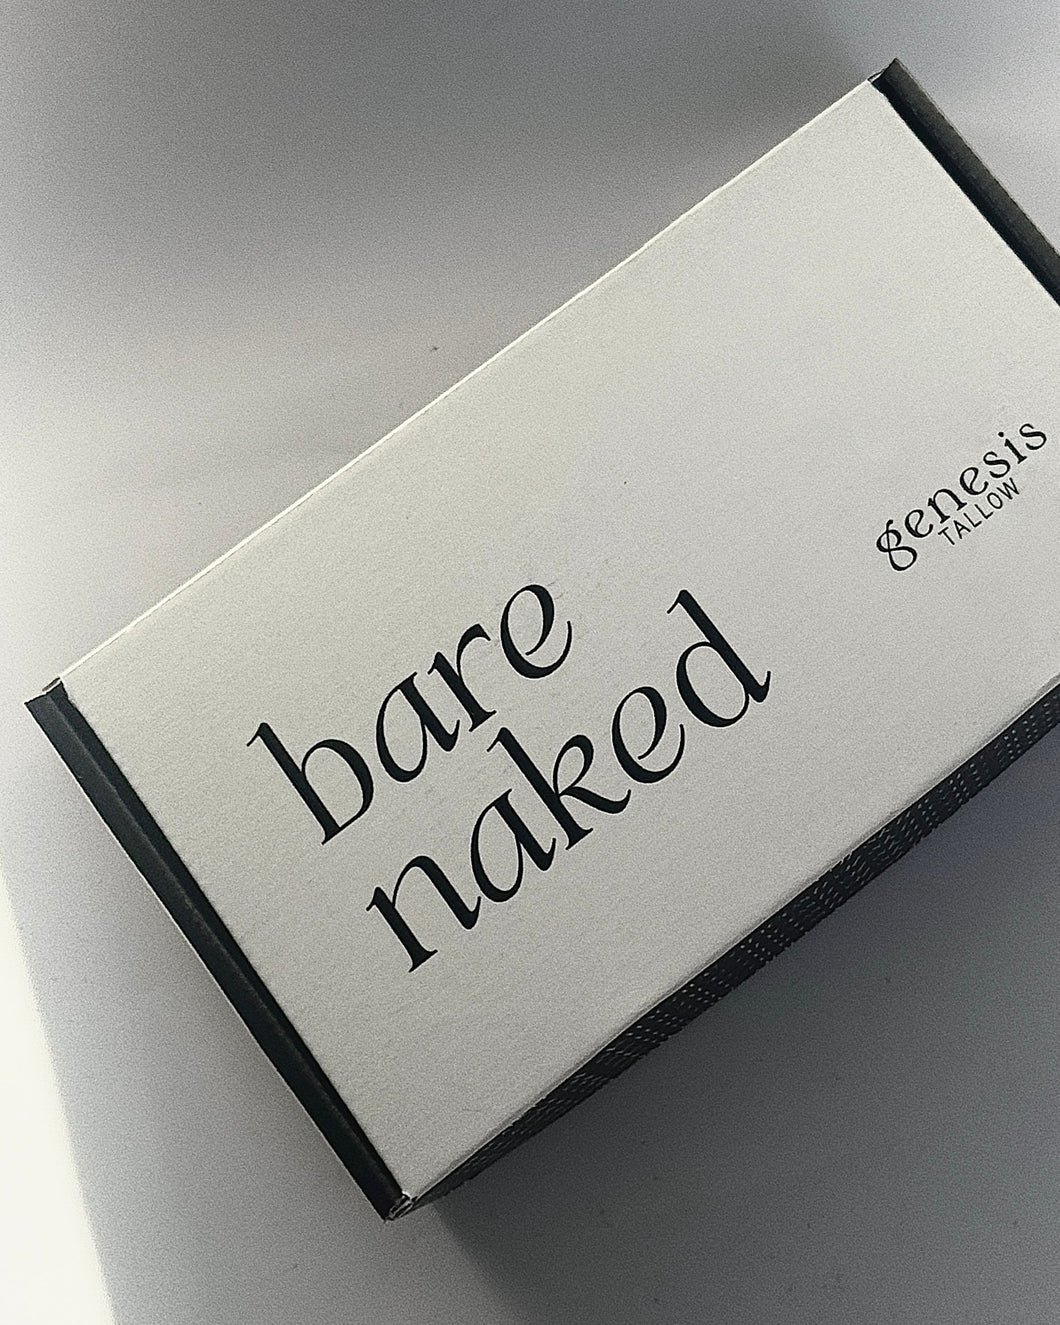 bare
naked
genesis
TALLOW